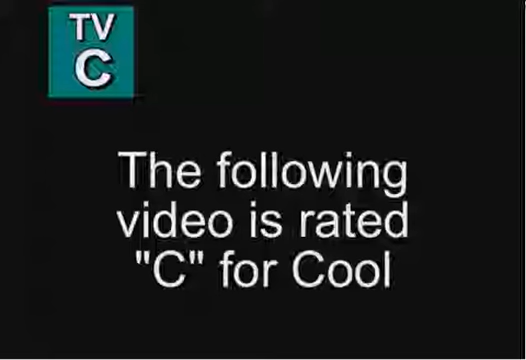 TV
C
The following
video is rated
"C" for Cool